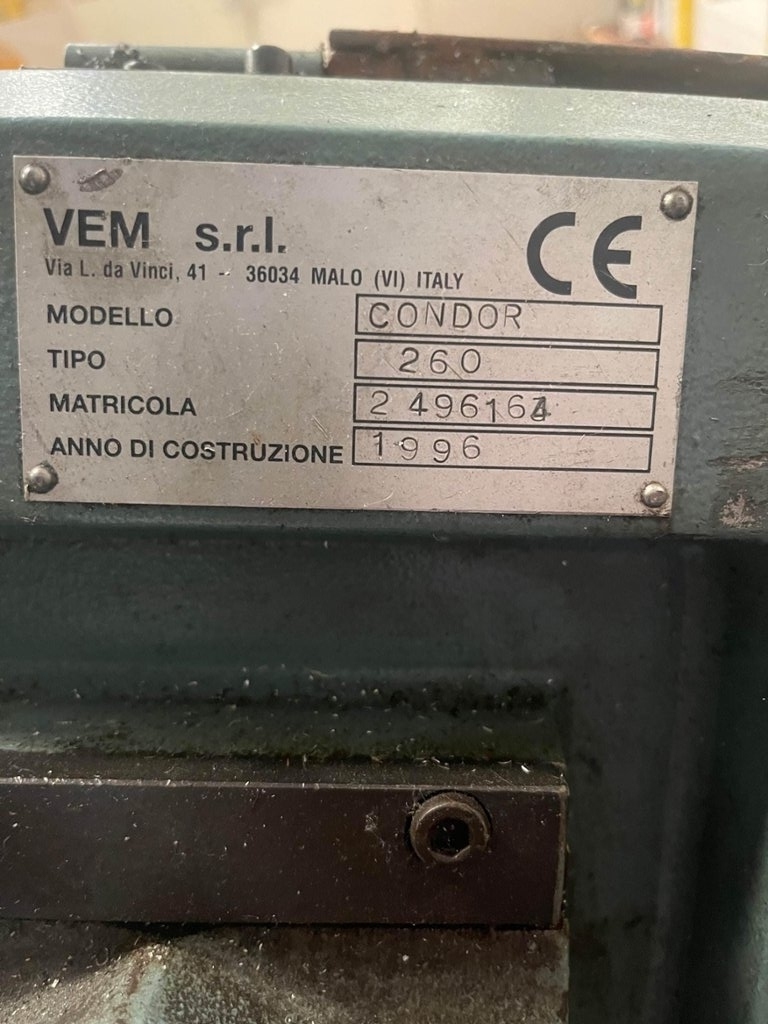 VEM s.r.l.
CE
Via L. da Vinci, 41 - 36034 MALO (VI) ITALY
MODELLO CONDOR
TIPO 260
MATRICOLA
ANNO DI COSTRUZIONE 1996